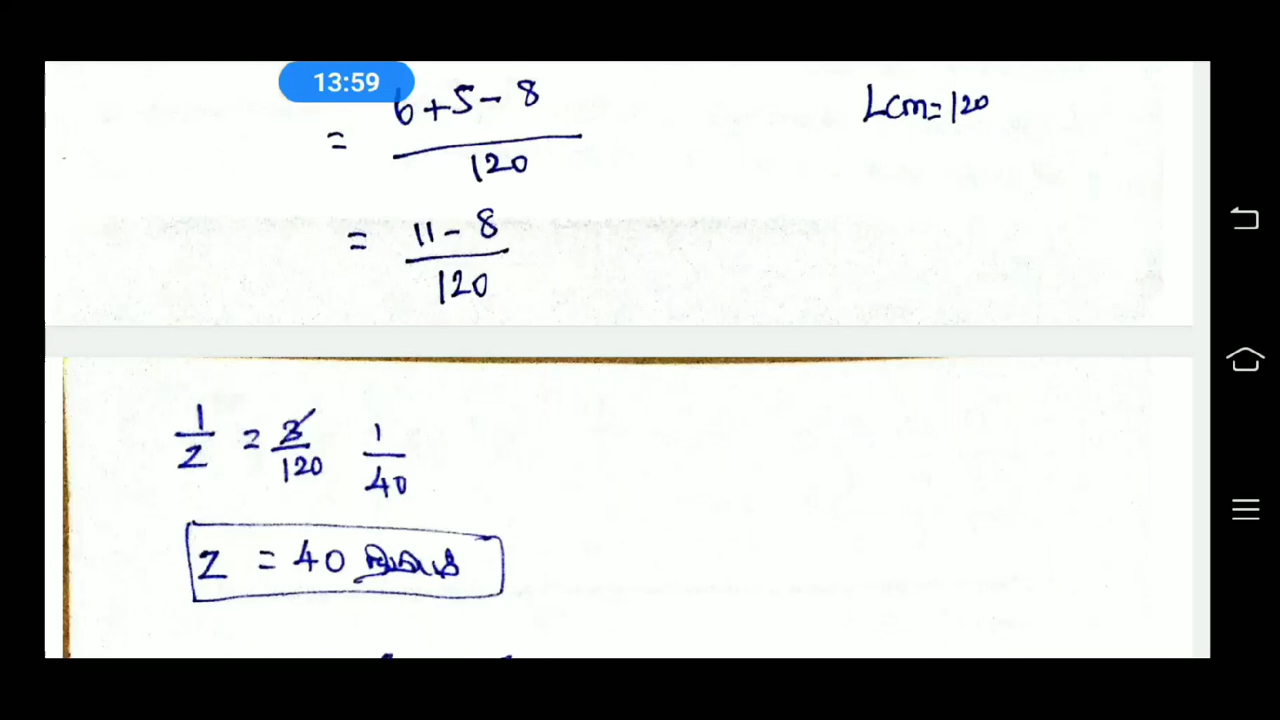 13:59
6+5-8
Lcm=120
=
120
= 11-8
120
1/z = 3/120 1/40
z = 40